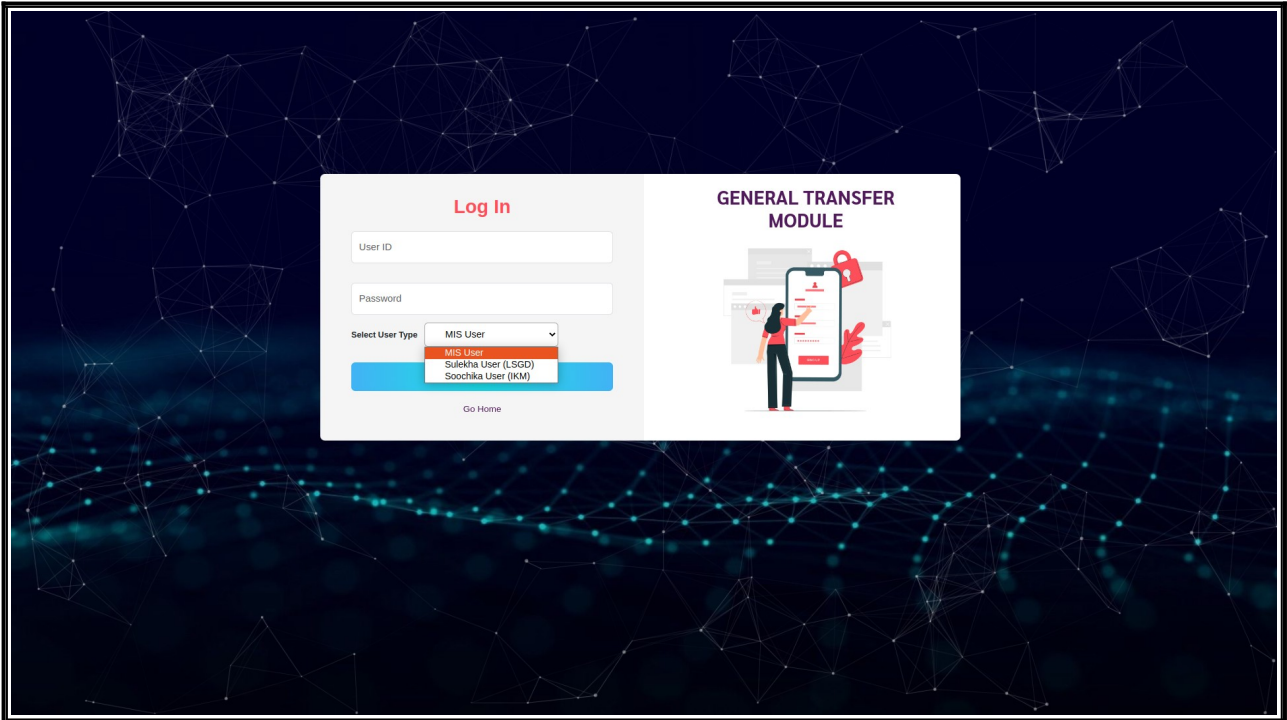 Log In
User ID
Password
Select User Type
MIS User
MIS User
Sulekha User (LSGD)
Soochika User (IKM)
Go Home
GENERAL TRANSFER
MODULE